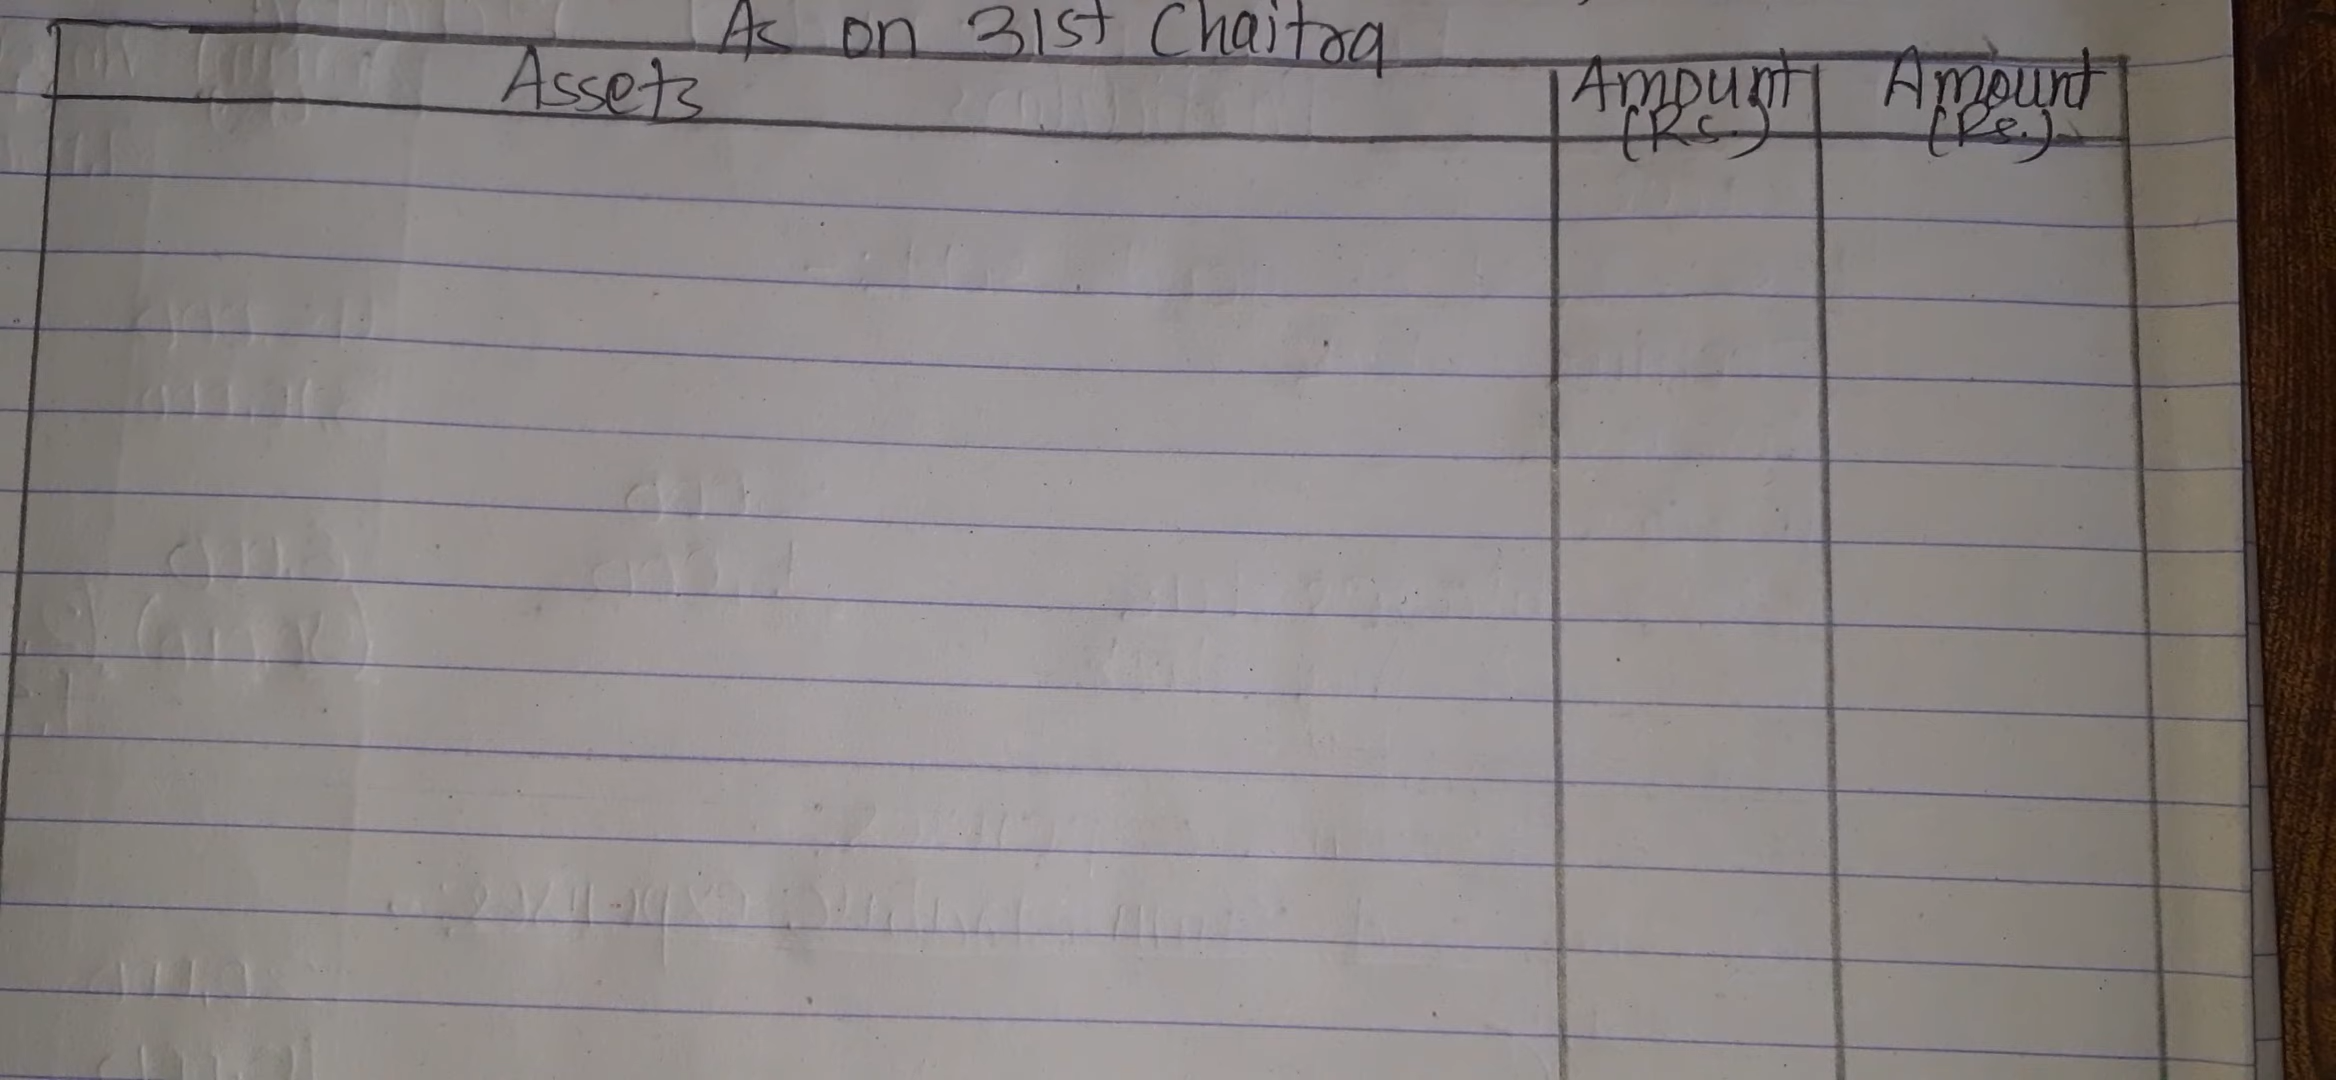 As on 31st Chaitra
Assets Amount Amount
(Rs.) (Rs.)